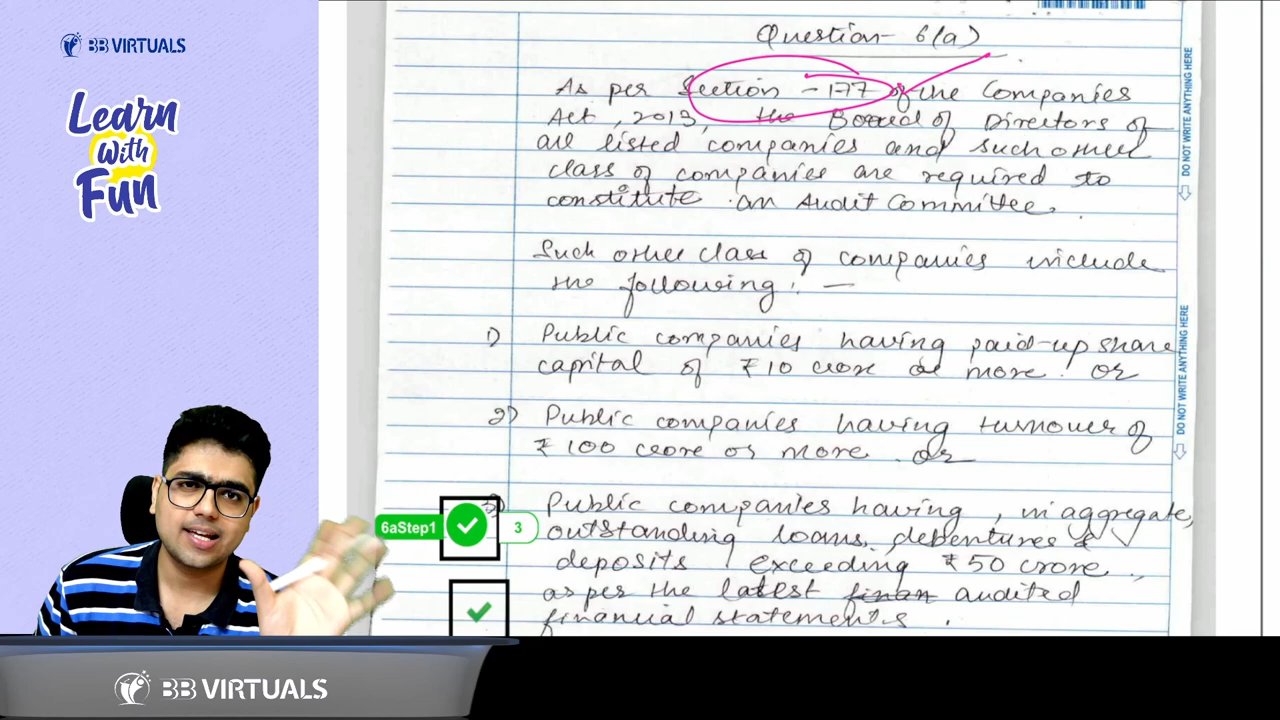 BB VIRTUALS
Learn
With
Fun
Question - 6(a)
As per Section - 177 of the Companies
Act, 2013, the Board of Directors of
all listed companies and such other
class of companies are required to
constitute an Audit Committee.
Such other class of companies include
the following: —
1) Public companies having paid-up share
capital of ₹10 crore or more. or
2) Public companies having turnover of
₹100 crore or more. or
3) Public companies having, in aggregate,
outstanding loans, debentures &
deposits exceeding ₹50 crore,
as per the latest finan audited
financial statements.
6aStep1
3
DO NOT WRITE ANYTHING HERE
DO NOT WRITE ANYTHING HERE
BB VIRTUALS